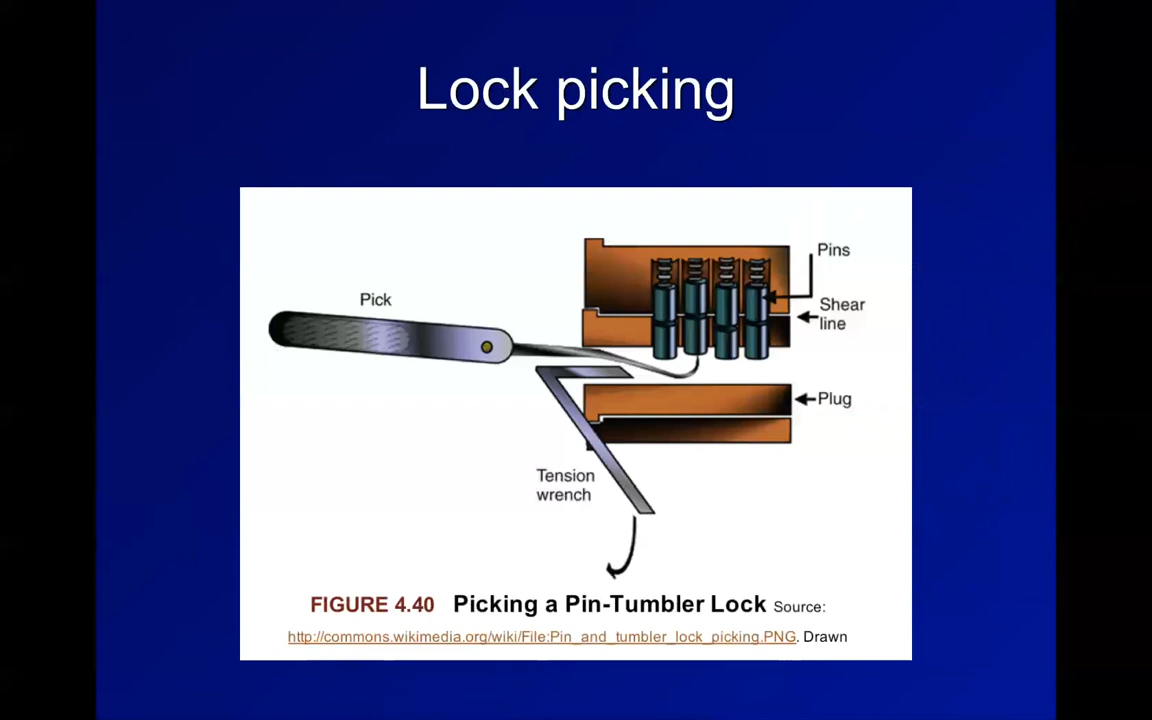 Lock picking
Pins
Pick
Shear
line
Plug
Tension
wrench
FIGURE 4.40 Picking a Pin-Tumbler Lock Source:
http://commons.wikimedia.org/wiki/File:Pin_and_tumbler_lock_picking.PNG. Drawn